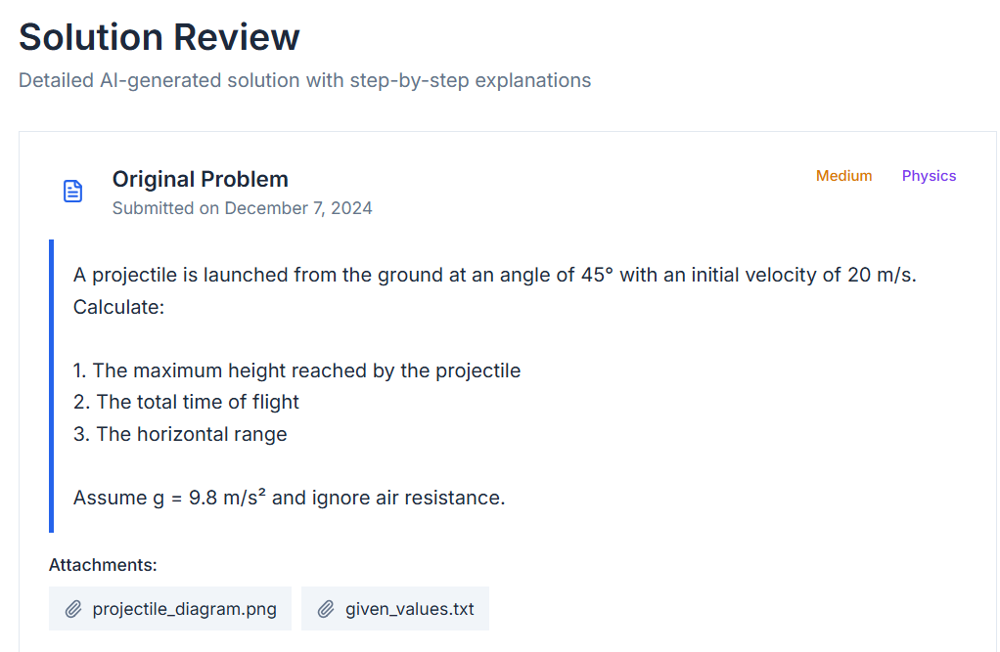 Solution Review
Detailed AI-generated solution with step-by-step explanations
Original Problem
Medium
Physics
Submitted on December 7, 2024
A projectile is launched from the ground at an angle of 45° with an initial velocity of 20 m/s.
Calculate:
1. The maximum height reached by the projectile
2. The total time of flight
3. The horizontal range
Assume g = 9.8 m/s² and ignore air resistance.
Attachments:
projectile_diagram.png
given_values.txt